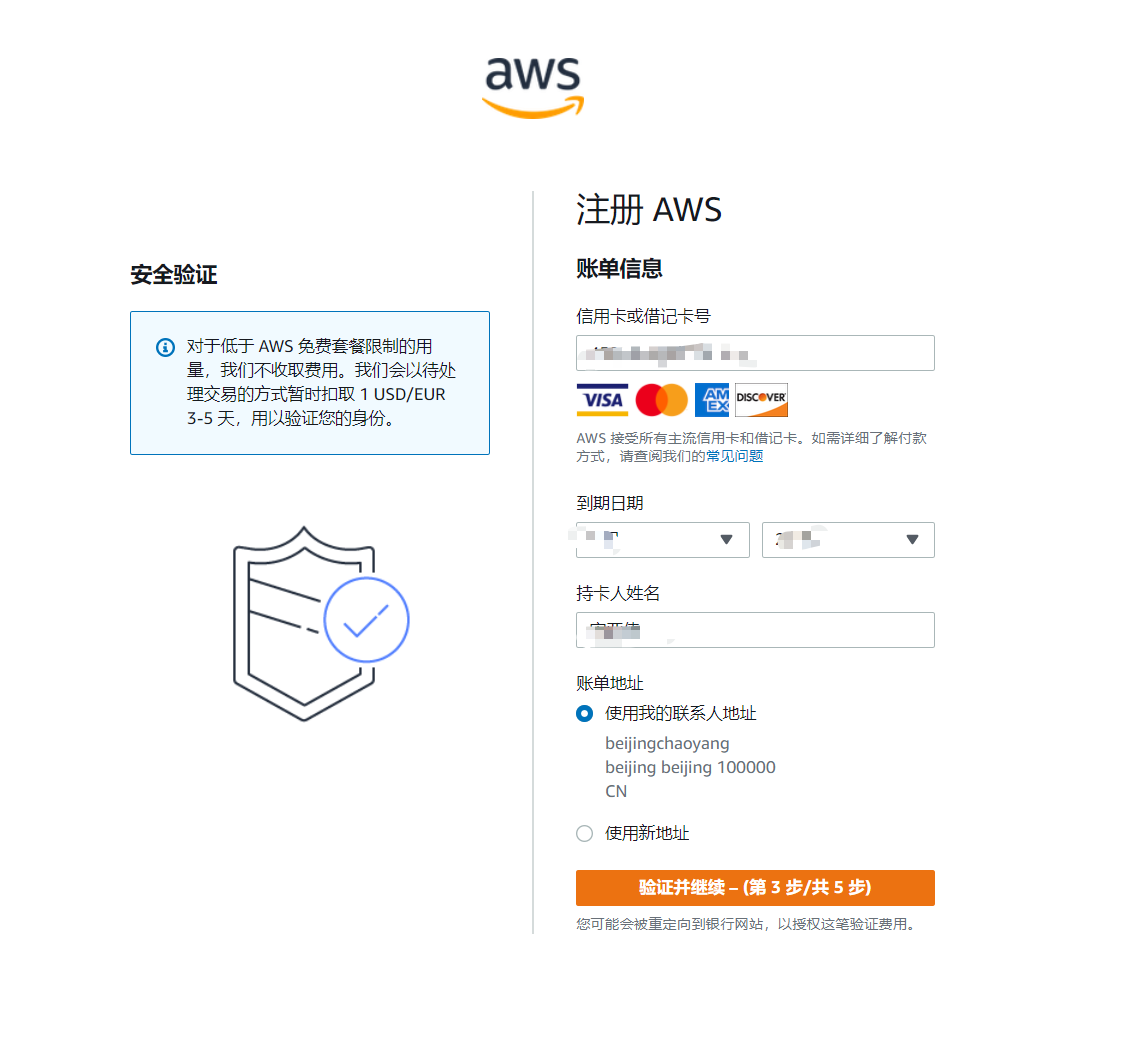 aws
注册 AWS
安全验证
对于低于 AWS 免费套餐限制的用
量，我们不收取费用。我们会以待处
理交易的方式暂时扣取 1 USD/EUR
3-5 天，用以验证您的身份。
账单信息
信用卡或借记卡号
VISA
AM
EX
DISCOVER
AWS 接受所有主流信用卡和借记卡。如需详细了解付款
方式，请查阅我们的常见问题
到期日期
持卡人姓名
账单地址
使用我的联系人地址
beijingchaoyang
beijing beijing 100000
CN
使用新地址
验证并继续 – (第 3 步/共 5 步)
您可能会被重定向到银行网站，以授权这笔验证费用。